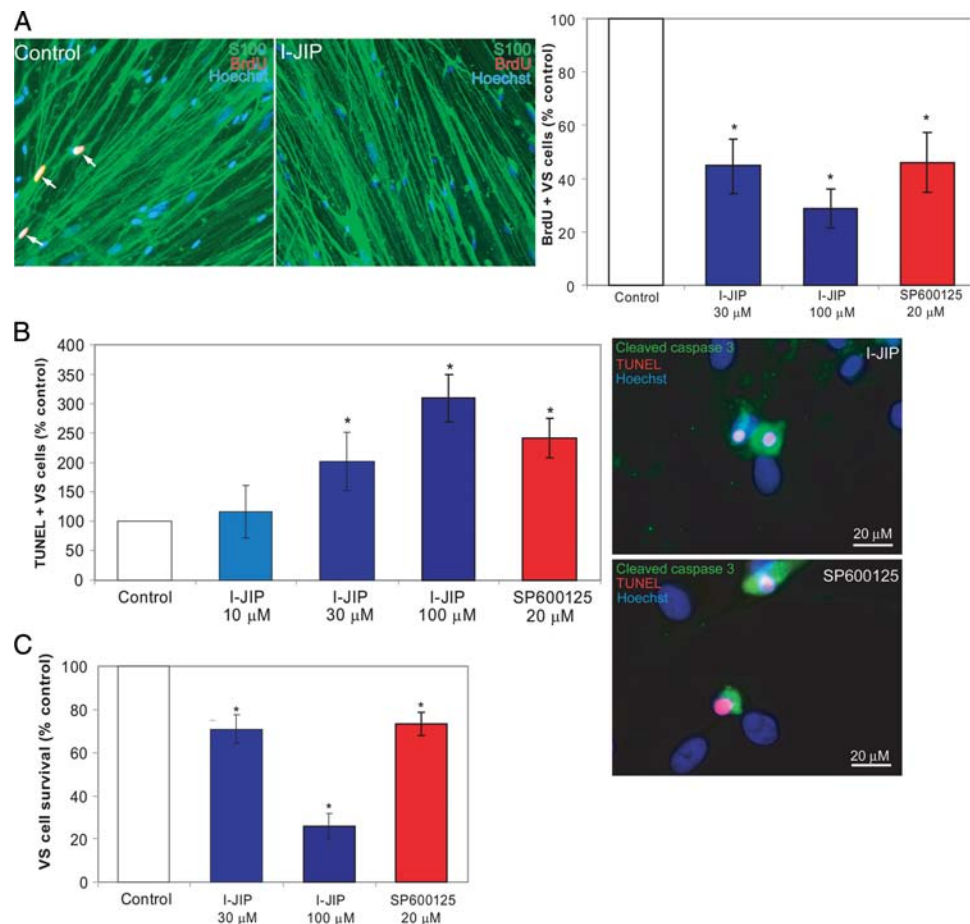 A
Control
S100
BrdU
Hoechst
I-JIP
S100
BrdU
Hoechst
BrdU + VS cells (% control)
100
80
60
40
20
0
Control
I-JIP
30 µM
I-JIP
100 µM
SP600125
20 µM
B
TUNEL + VS cells (% control)
400
350
300
250
200
150
100
50
0
*
*
*
*
*
*
Control
I-JIP
10 µM
I-JIP
30 µM
I-JIP
100 µM
SP600125
20 µM
Cleaved caspase 3
TUNEL
Hoechst
I-JIP
20 µM
Cleaved caspase 3
TUNEL
Hoechst
SP600125
20 µM
C
VS cell survival (% control)
100
80
60
40
20
0
*
*
*
Control
I-JIP
30 µM
I-JIP
100 µM
SP600125
20 µM